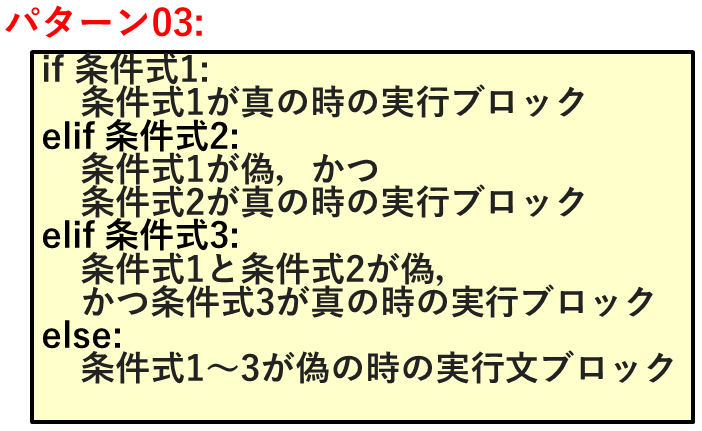 パターン03:
if 条件式1:
条件式1が真の時の実行ブロック
elif 条件式2:
条件式1が偽，かつ
条件式2が真の時の実行ブロック
elif 条件式3:
条件式1と条件式2が偽，
かつ条件式3が真の時の実行ブロック
else:
条件式1～3が偽の時の実行文ブロック